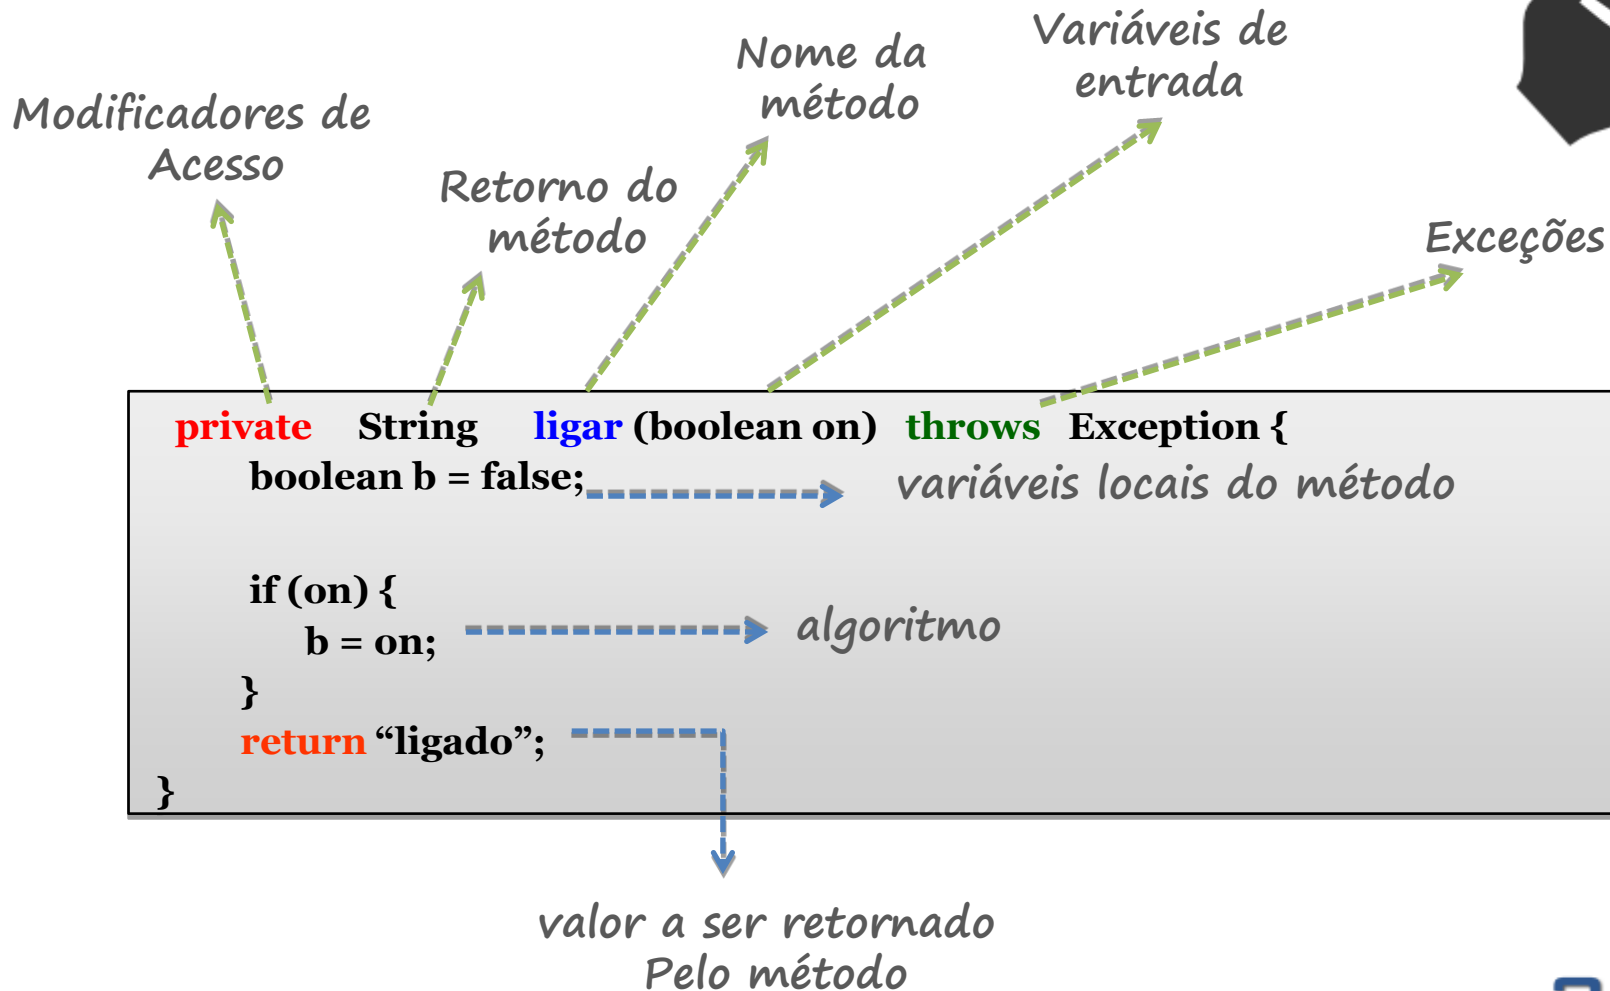 Variáveis de
entrada
Nome da
método
Modificadores de
Acesso
Retorno do
método
Exceções
private String ligar (boolean on) throws Exception {
boolean b = false;
variáveis locais do método
if (on) {
b = on;
algoritmo
}
return “ligado”;
}
valor a ser retornado
Pelo método